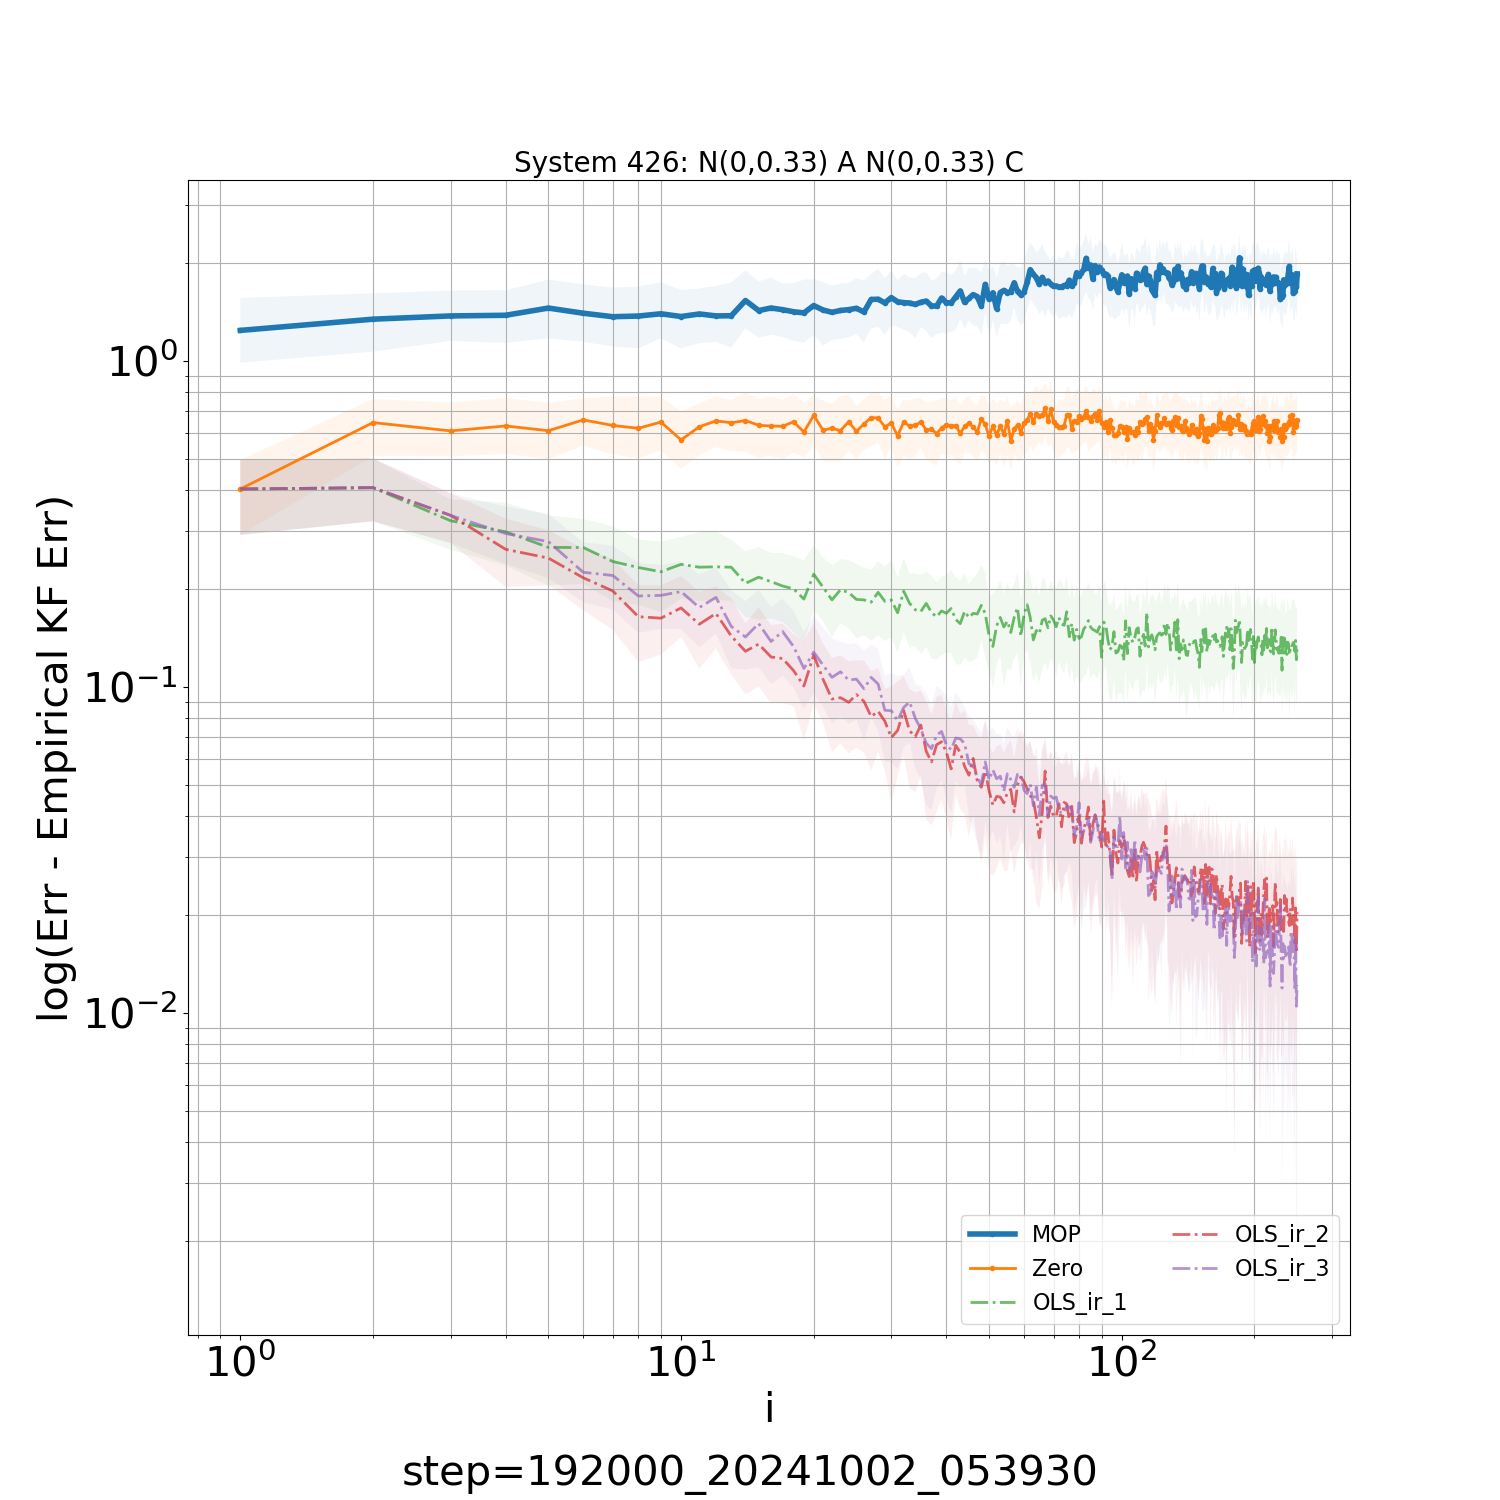 System 426: N(0,0.33) A N(0,0.33) C
log(Err - Empirical KF Err)
10⁰
10⁻¹
10⁻²
MOP
Zero
OLS_ir_1
OLS_ir_2
OLS_ir_3
10⁰ 10¹ 10²
i
step=192000_20241002_053930